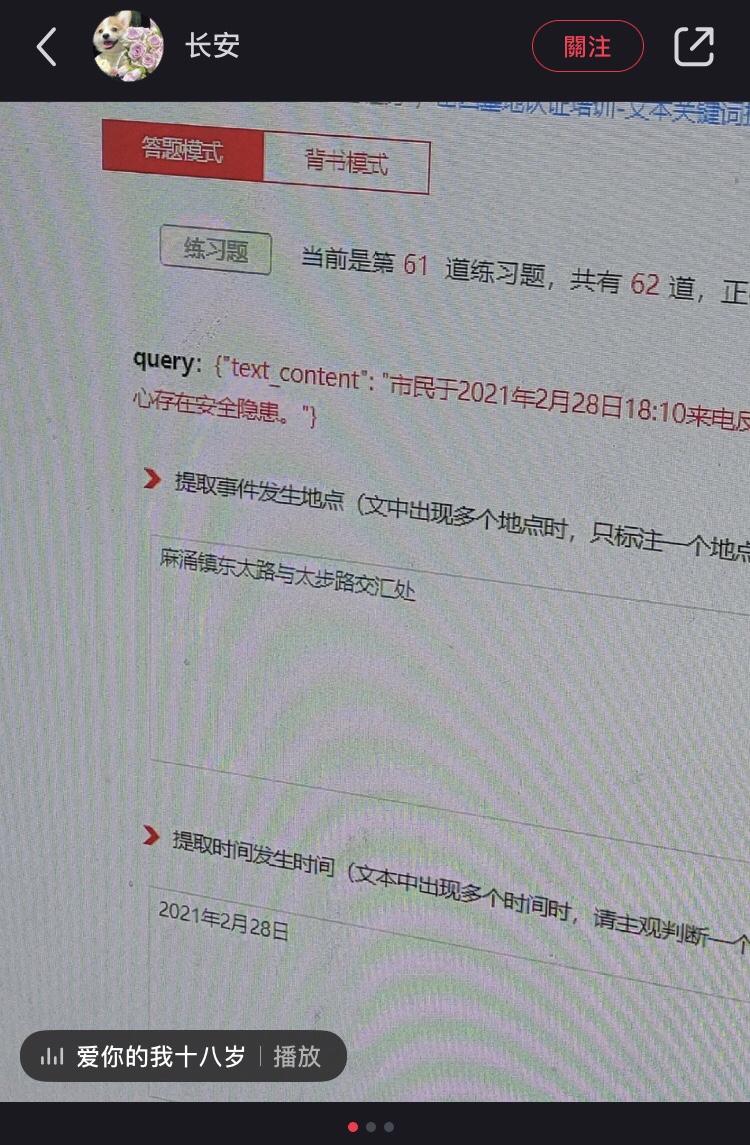 长安
關注
认证培训-文本关键词
答题模式
背书模式
练习题
当前是第 61 道练习题，共有 62 道，正
query: {"text_content": "市民于2021年2月28日18:10来电反
心存在安全隐患。"}
提取事件发生地点（文中出现多个地点时，只标注一个地点
麻涌镇东太路与太步路交汇处
提取时间发生时间（文本中出现多个时间时，请主观判断一个
2021年2月28日
爱你的我十八岁 | 播放